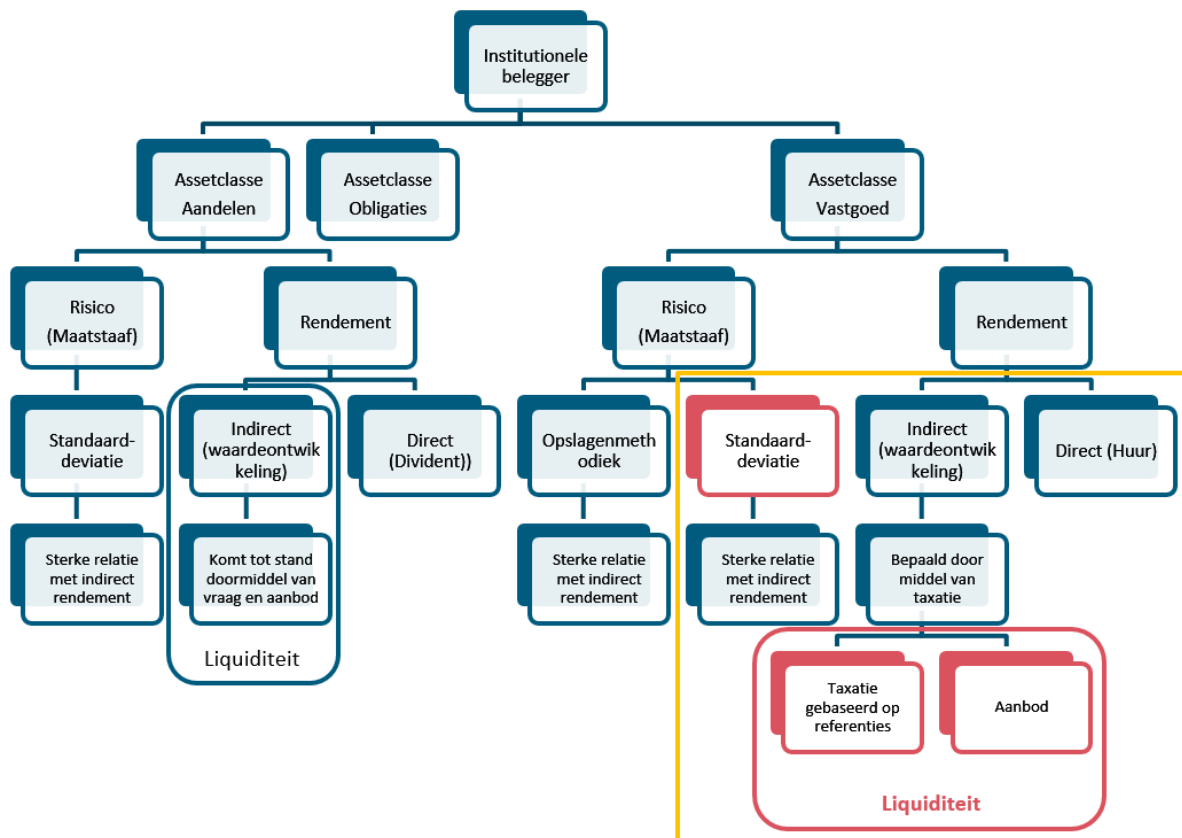 Institutionele
belegger
Assetclasse
Aandelen
Assetclasse
Obligaties
Assetclasse
Vastgoed
Risico
(Maatstaaf)
Rendement
Risico
(Maatstaaf)
Rendement
Standaard-
deviatie
Indirect
(waardeontwik
keling)
Direct
(Divident))
Opslagenmeth
odiek
Standaard-
deviatie
Indirect
(waardeontwik
keling)
Direct (Huur)
Sterke relatie
met indirect
rendement
Komt tot stand
doormiddel van
vraag en aanbod
Sterke relatie
met indirect
rendement
Sterke relatie
met indirect
rendement
Bepaald door
middel van
taxatie
Liquiditeit
Taxatie
gebaseerd op
referenties
Aanbod
Liquiditeit